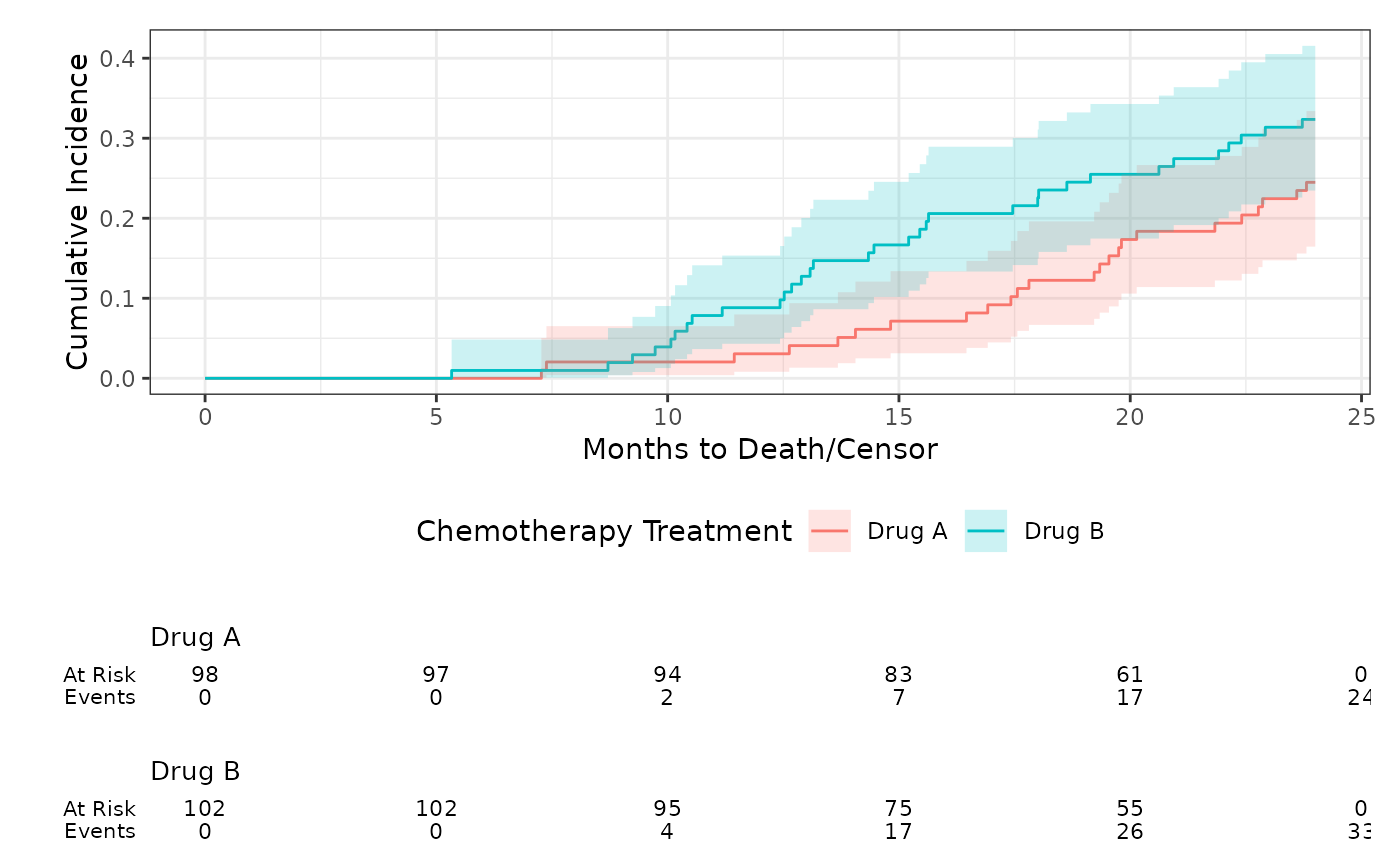 Cumulative Incidence
0.4
0.3
0.2
0.1
0.0
0 5 10 15 20 25
Months to Death/Censor
Chemotherapy Treatment Drug A Drug B
Drug A
At Risk 98 97 94 83 61 0
Events 0 0 2 7 17 24
Drug B
At Risk 102 102 95 75 55 0
Events 0 0 4 17 26 33